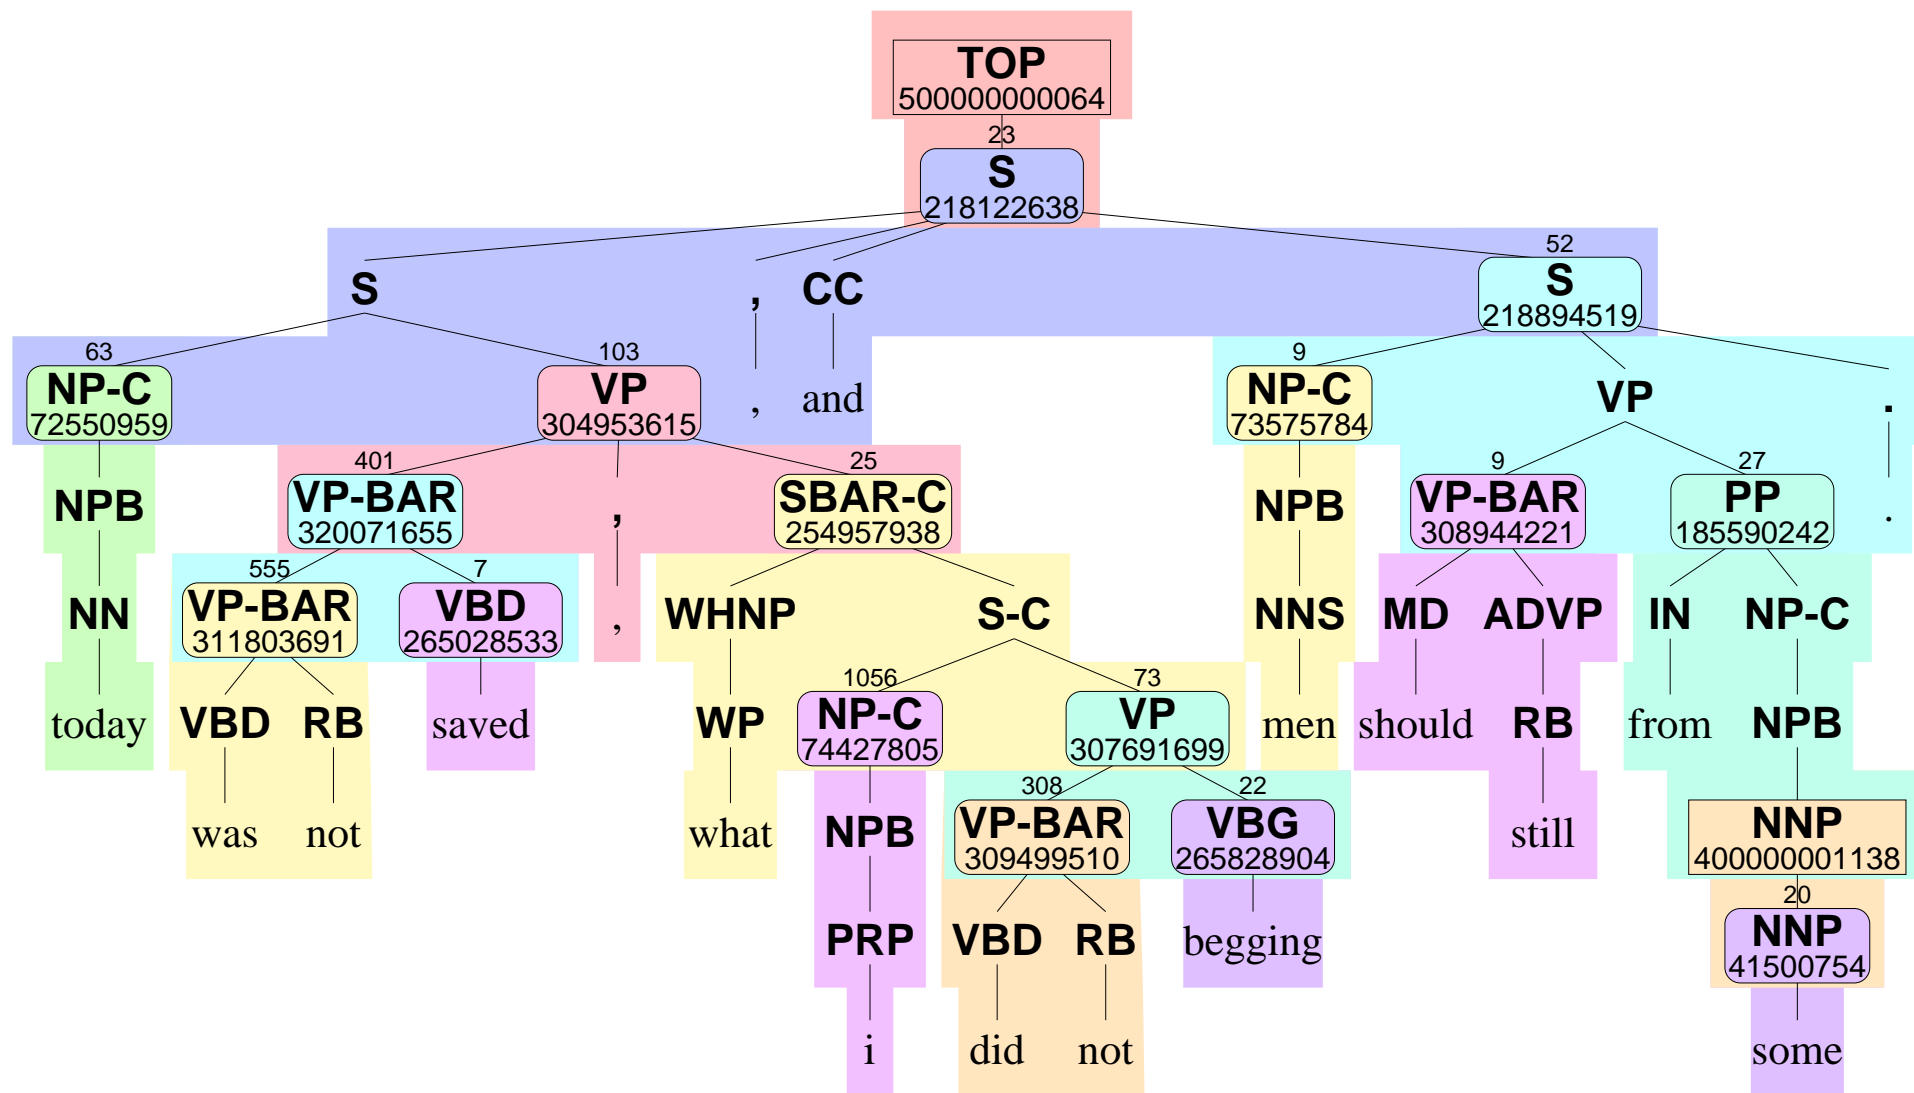 TOP
500000000064
23
S
218122638
52
S , CC S
218894519
63 103 9
NP-C VP , and NP-C VP .
72550959 304953615 73575784
401 25 9 27
NPB VP-BAR , SBAR-C NPB VP-BAR PP .
320071655 254957938 308944221 185590242
555 7
NN VP-BAR VBD , WHNP S-C NNS MD ADVP IN NP-C
311803691 265028533
1056 73
today VBD RB saved WP NP-C VP men should RB from NPB
74427805 307691699
308 22
was not what NPB VP-BAR VBG still NNP
309499510 265828904 400000001138
20
PRP VBD RB begging NNP
41500754
i did not some